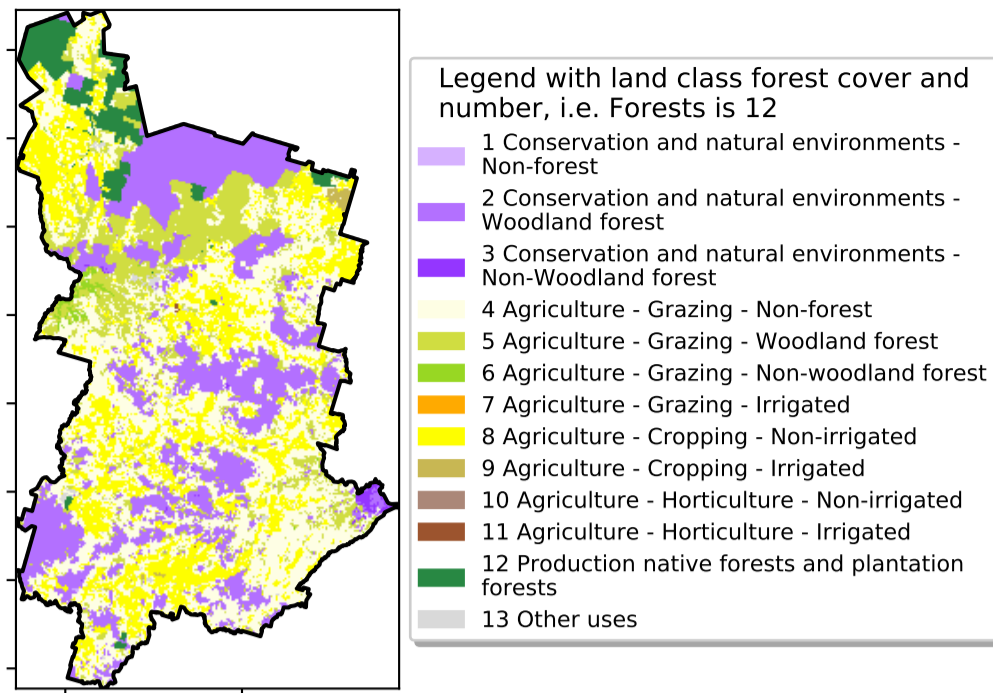 Legend with land class forest cover and
number, i.e. Forests is 12
1 Conservation and natural environments -
Non-forest
2 Conservation and natural environments -
Woodland forest
3 Conservation and natural environments -
Non-Woodland forest
4 Agriculture - Grazing - Non-forest
5 Agriculture - Grazing - Woodland forest
6 Agriculture - Grazing - Non-woodland forest
7 Agriculture - Grazing - Irrigated
8 Agriculture - Cropping - Non-irrigated
9 Agriculture - Cropping - Irrigated
10 Agriculture - Horticulture - Non-irrigated
11 Agriculture - Horticulture - Irrigated
12 Production native forests and plantation
forests
13 Other uses